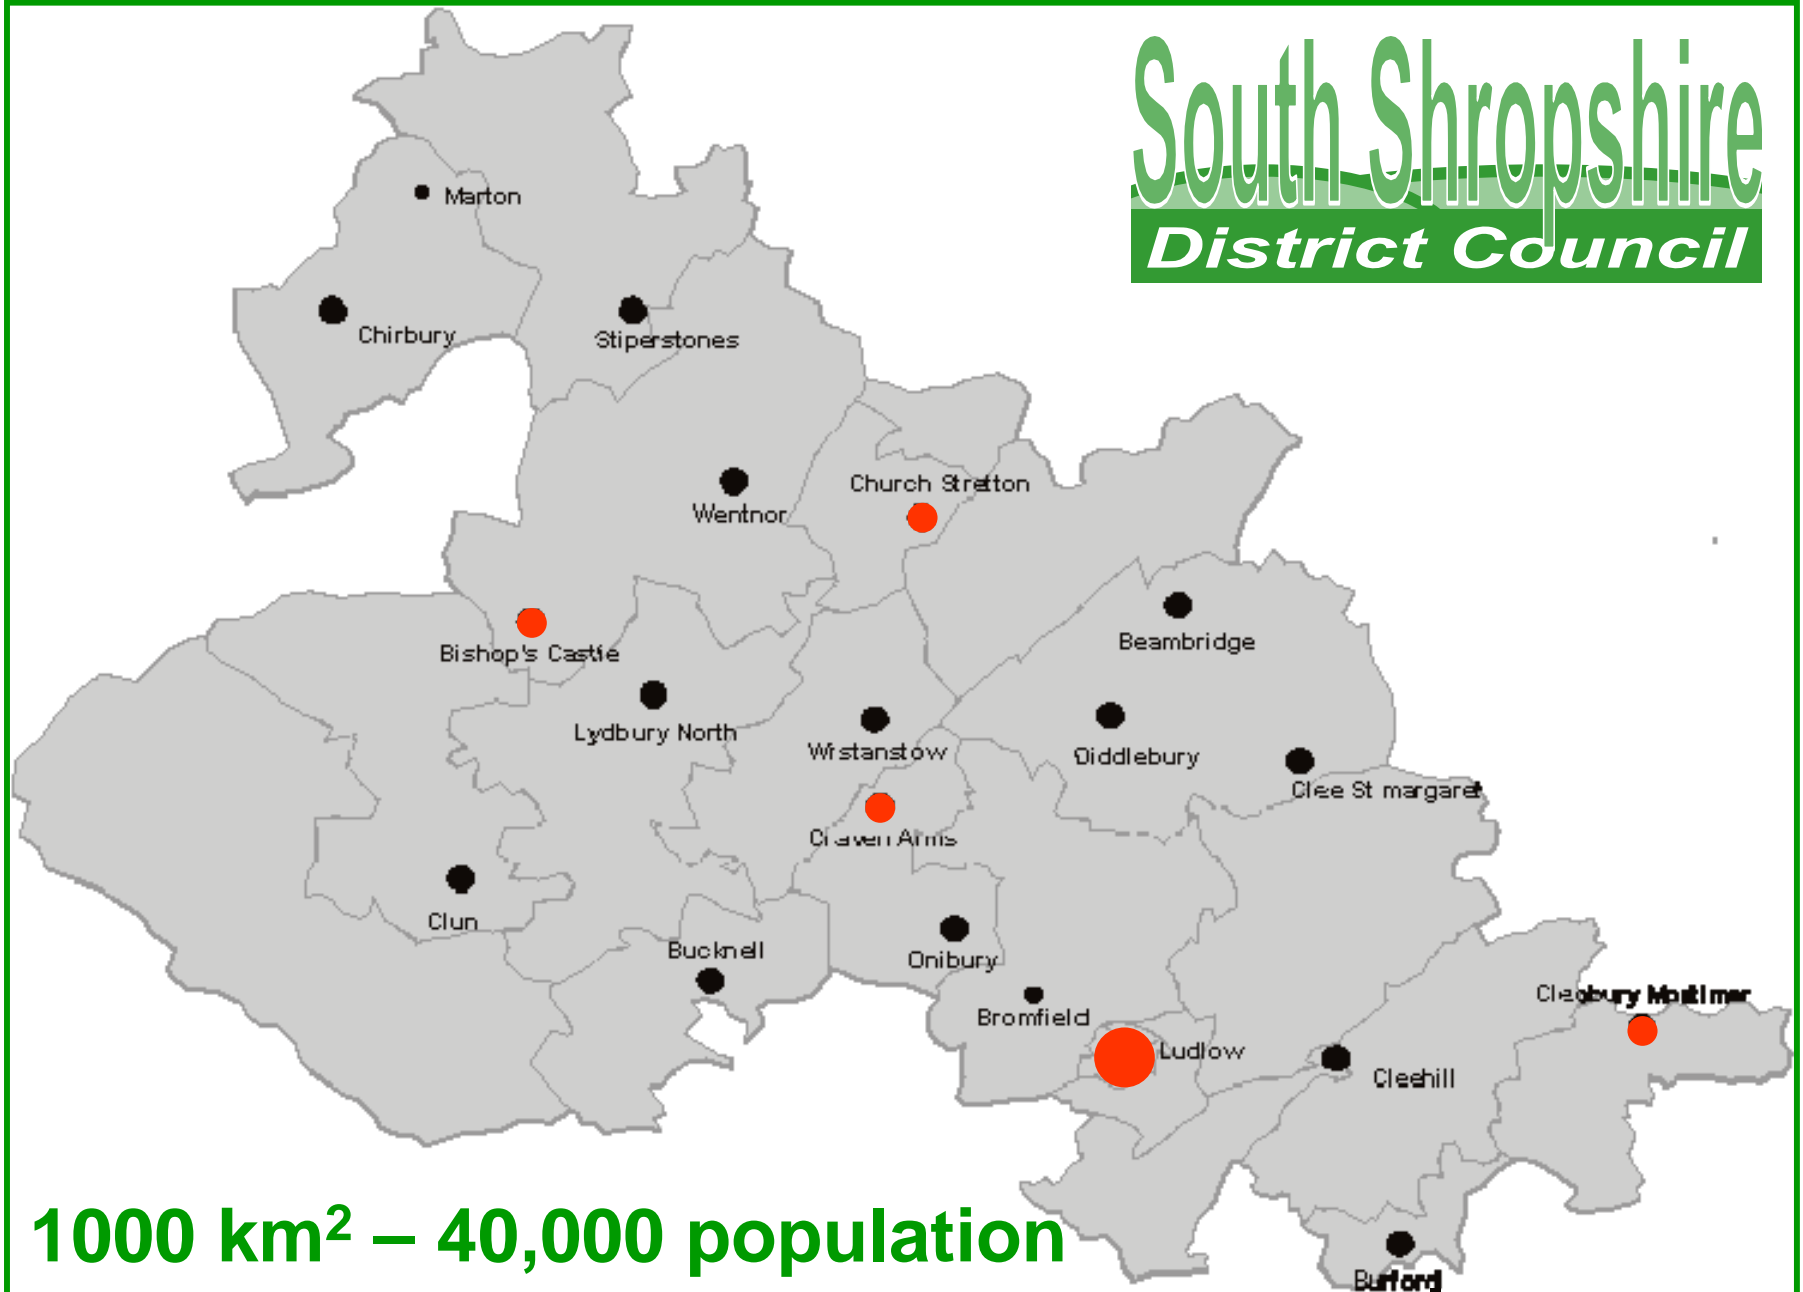 South Shropshire
District Council
Marton
Chirbury
Stiperstones
Church Stretton
Wentnor
Beambridge
Bishop's Castle
Lydbury North
Wistanstow
Diddlebury
Clee St margaret
Craven Arms
Clun
Bucknell
Onibury
Cleobury Mortimer
Bromfield
Ludlow
Cleehill
1000 km² – 40,000 population
Burford